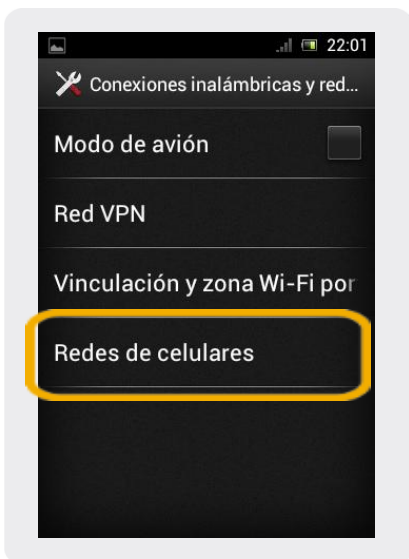 22:01
Conexiones inalámbricas y red...
Modo de avión
Red VPN
Vinculación y zona Wi-Fi por
Redes de celulares